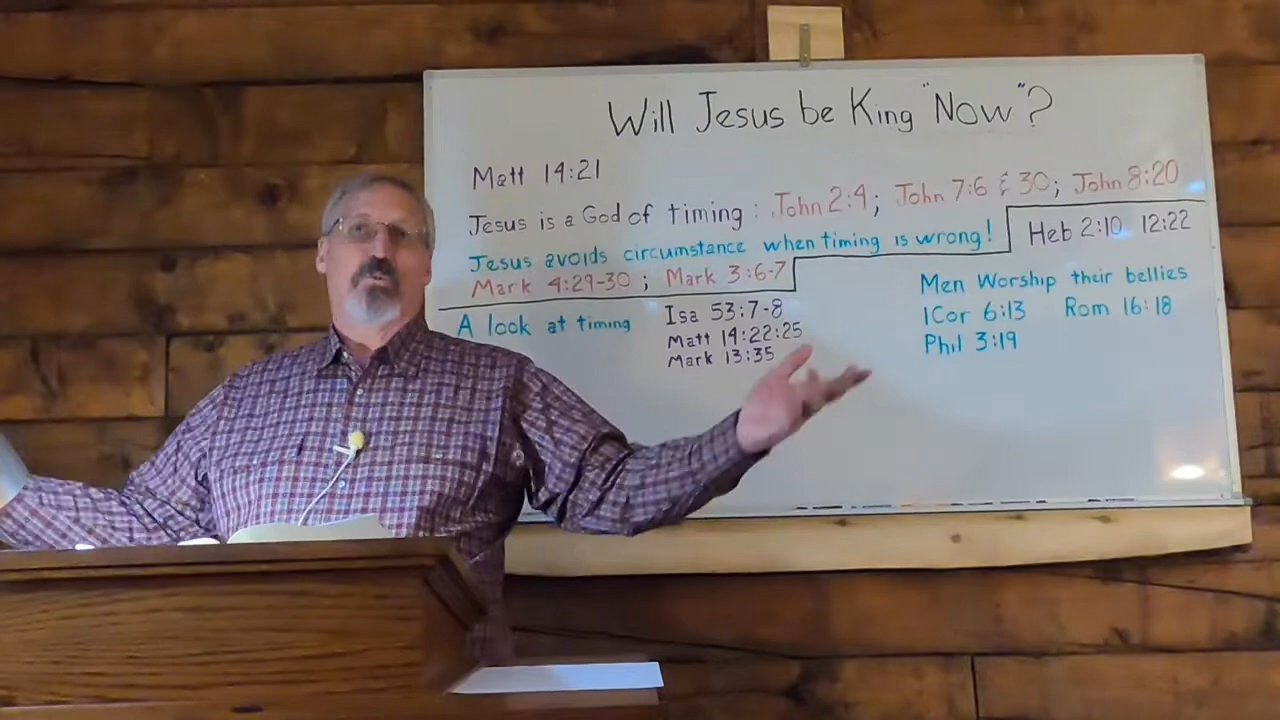 Will Jesus be King "Now"?
Matt 14:21
Jesus is a God of timing : John 2:4; John 7:6 & 30; John 8:20
Jesus avoids circumstance when timing is wrong!
Mark 4:29-30 ; Mark 3:6-7
Heb 2:10 12:22
A look at timing
Isa 53:7-8
Matt 14:22:25
Mark 13:35
Men Worship their bellies
1Cor 6:13 Rom 16:18
Phil 3:19